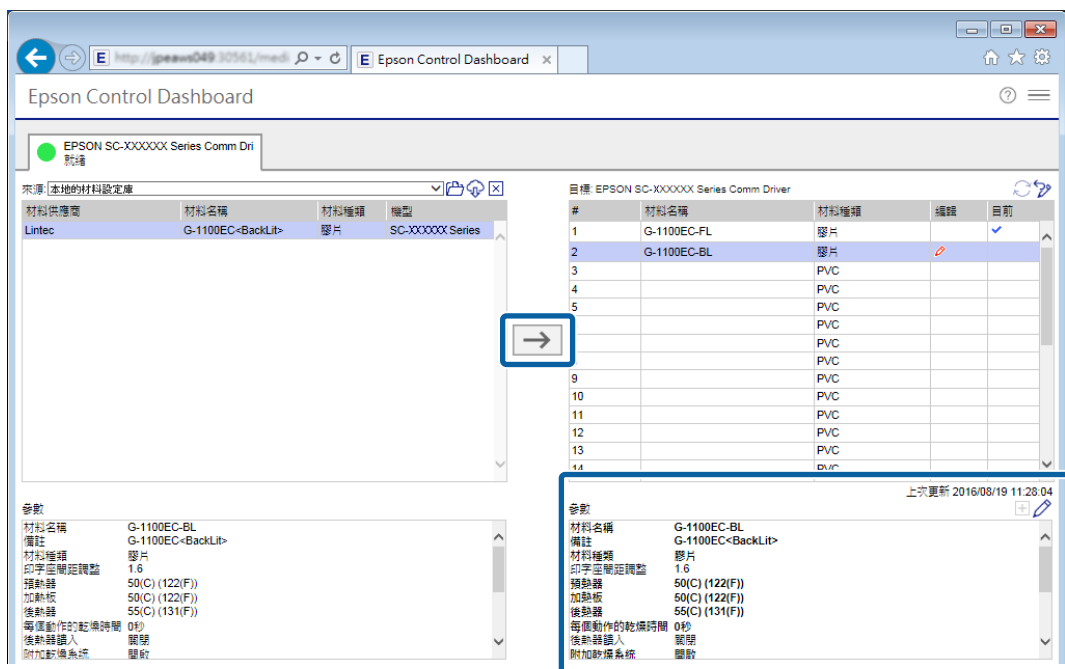 http://jpeaws049:30561/medi
Epson Control Dashboard
Epson Control Dashboard
EPSON SC-XXXXXX Series Comm Dri
就緒
來源: 本地的材料設定庫
材料供應商 材料名稱 材料種類 機型
Lintec G-1100EC<BackLit>膠片 SC-XXXXXX Series
目標: EPSON SC-XXXXXX Series Comm Driver
# 材料名稱 材料種類 編輯 目前
1 G-1100EC-FL 膠片
2 G-1100EC-BL 膠片
3 PVC
4 PVC
5 PVC
PVC
PVC
PVC
9 PVC
10 PVC
11 PVC
12 PVC
13 PVC
14 PVC
上次更新 2016/08/19 11:28:04
參數
材料名稱 G-1100EC-BL
備註 G-1100EC<BackLit>
材料種類 膠片
印字座間距調整 1.6
預熱器 50(C) (122(F))
加熱板 50(C) (122(F))
後熱器 55(C) (131(F))
每個動作的乾燥時間 0秒
後熱器饋入 關閉
附加乾燥系統 開啟
參數
材料名稱 G-1100EC-BL
備註 G-1100EC<BackLit>
材料種類 膠片
印字座間距調整 1.6
預熱器 50(C) (122(F))
加熱板 50(C) (122(F))
後熱器 55(C) (131(F))
每個動作的乾燥時間 0秒
後熱器饋入 關閉
附加乾燥系統 開啟